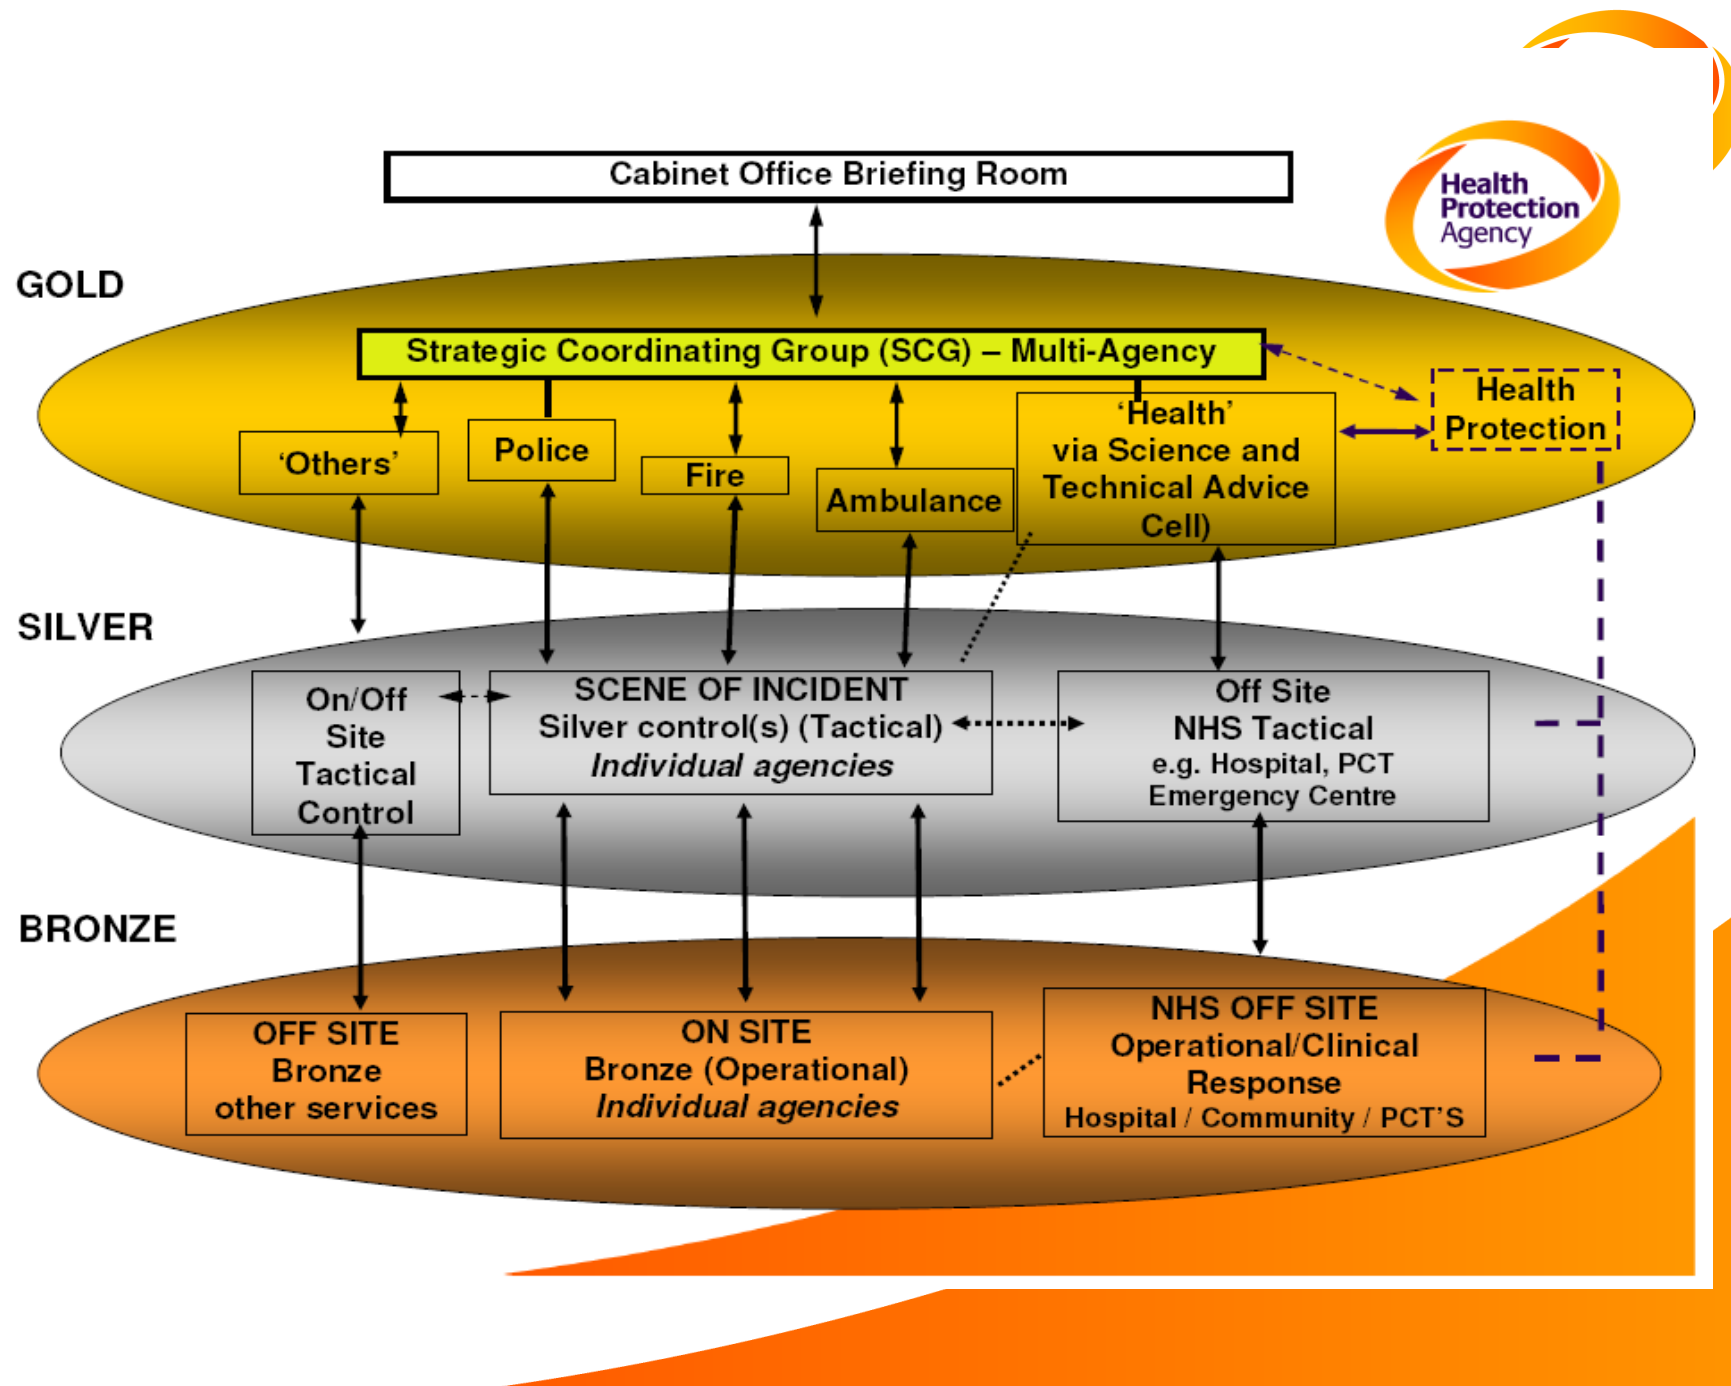 Cabinet Office Briefing Room
Health
Protection
Agency
GOLD
Strategic Coordinating Group (SCG) – Multi-Agency
‘Others’
Police
Fire
Ambulance
‘Health’
via Science and
Technical Advice
Cell)
Health
Protection
SILVER
On/Off
Site
Tactical
Control
SCENE OF INCIDENT
Silver control(s) (Tactical)
Individual agencies
Off Site
NHS Tactical
e.g. Hospital, PCT
Emergency Centre
BRONZE
OFF SITE
Bronze
other services
ON SITE
Bronze (Operational)
Individual agencies
NHS OFF SITE
Operational/Clinical
Response
Hospital / Community / PCT’S